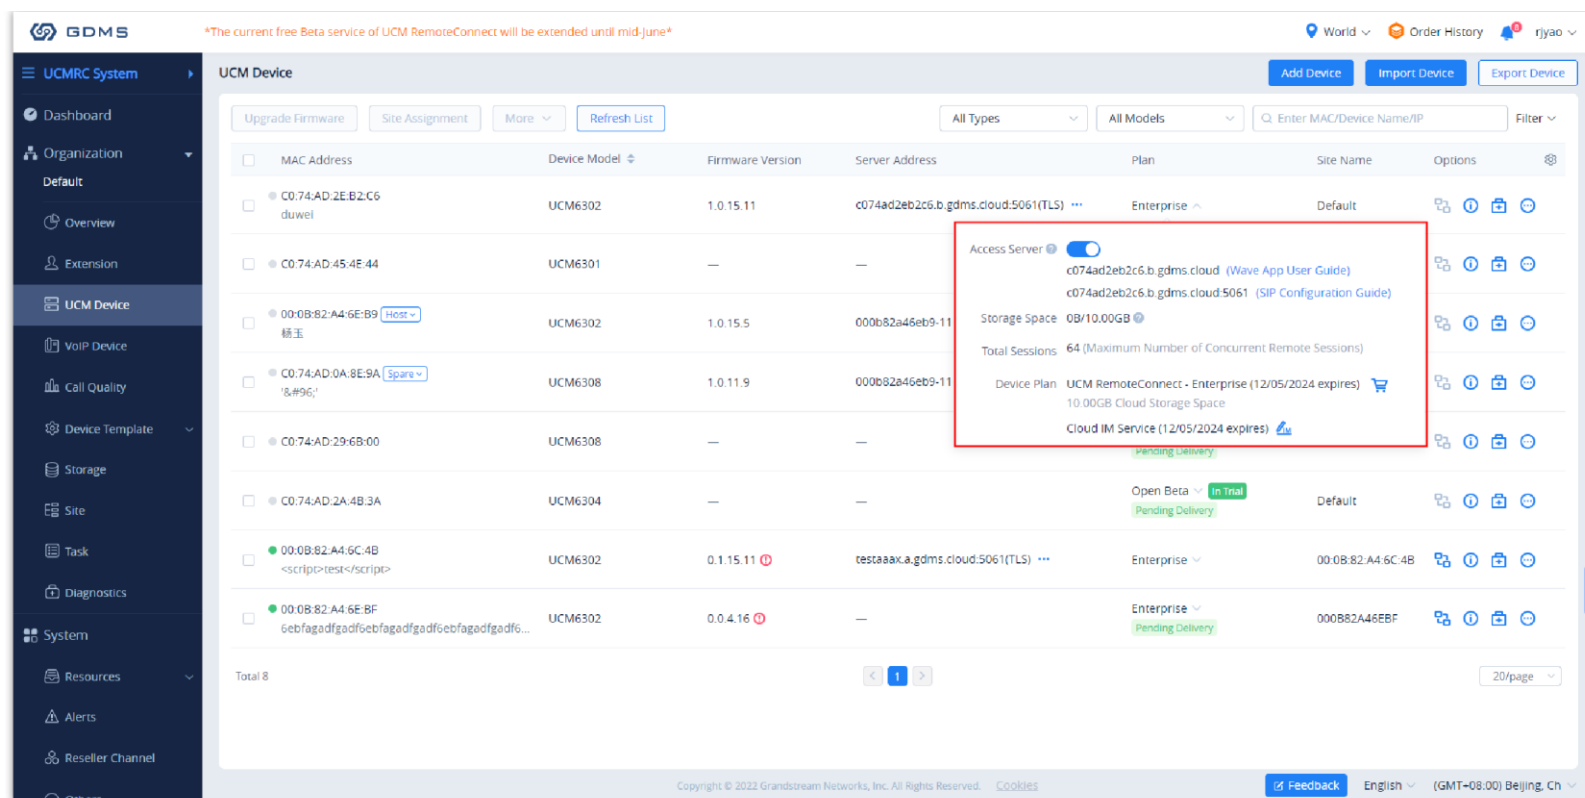 GDMS
*The current free Beta service of UCM RemoteConnect will be extended until mid-June*
World
Order History
8
rjyao
UCMRC System
UCM Device
Add Device
Import Device
Export Device
Dashboard
Organization
Default
Overview
Extension
UCM Device
VoIP Device
Call Quality
Device Template
Storage
Site
Task
Diagnostics
System
Resources
Alerts
Reseller Channel
Others
Upgrade Firmware
Site Assignment
More
Refresh List
All Types
All Models
Enter MAC/Device Name/IP
Filter
MAC Address Device Model Firmware Version Server Address Plan Site Name Options
C0:74:AD:2E:B2:C6 UCM6302 1.0.15.11 c074ad2eb2c6.b.gdms.cloud:5061(TLS) ••• Enterprise Default
duwei
C0:74:AD:45:4E:44 UCM6301 — —
00:0B:82:A4:6E:B9 Host UCM6302 1.0.15.5 000b82a46eb9-11
杨玉
C0:74:AD:0A:8E:9A Spare UCM6308 1.0.11.9 000b82a46eb9-11
'&#96;'
C0:74:AD:29:6B:00 UCM6308 — —
Pending Delivery
C0:74:AD:2A:4B:3A UCM6304 — — Open Beta In Trial Default
Pending Delivery
00:0B:82:A4:6C:4B UCM6302 0.1.15.11 testaaax.a.gdms.cloud:5061(TLS) ••• Enterprise 00:0B:82:A4:6C:4B
<script>test</script>
00:0B:82:A4:6E:BF UCM6302 0.0.4.16 — Enterprise 000B82A46EBF
6ebfagadfgadf6ebfagadfgadf6ebfagadfgadf6...
Pending Delivery
Access Server
c074ad2eb2c6.b.gdms.cloud (Wave App User Guide)
c074ad2eb2c6.b.gdms.cloud:5061 (SIP Configuration Guide)
Storage Space 0B/10.00GB
Total Sessions 64 (Maximum Number of Concurrent Remote Sessions)
Device Plan UCM RemoteConnect - Enterprise (12/05/2024 expires)
10.00GB Cloud Storage Space
Cloud IM Service (12/05/2024 expires)
Total 8
< 1 >
20/page
Copyright © 2022 Grandstream Networks, Inc. All Rights Reserved. Cookies
Feedback
English
(GMT+08:00) Beijing, Ch